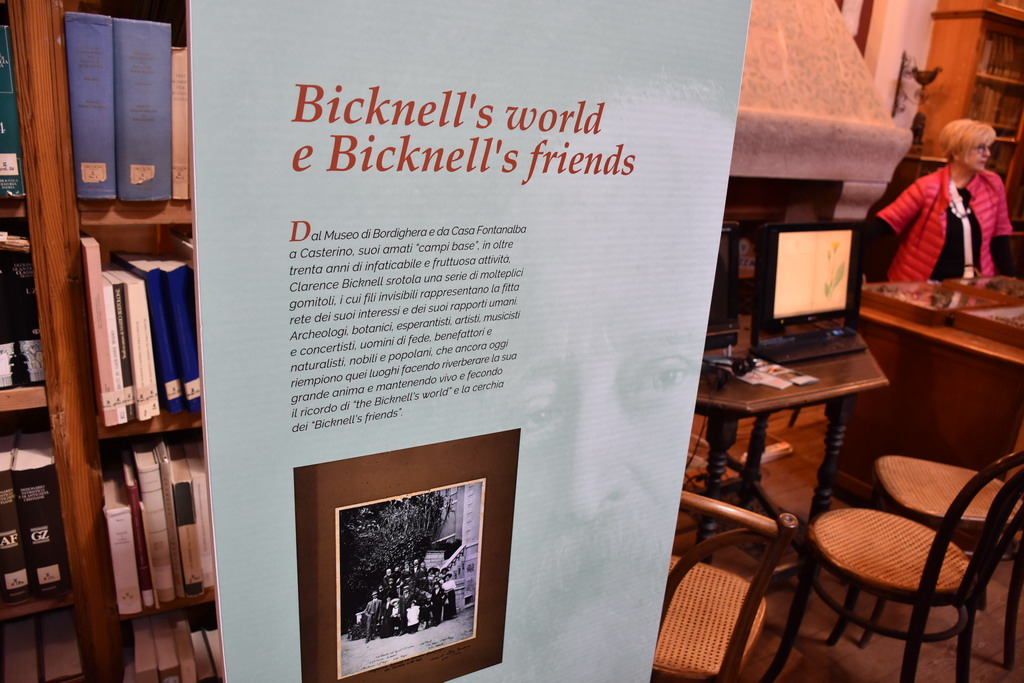 Bicknell's world
e Bicknell's friends
Dal Museo di Bordighera e da Casa Fontanalba
a Casterino, suoi amati "campi base", in oltre
trenta anni di infaticabile e fruttuosa attività,
Clarence Bicknell srotola una serie di molteplici
gomitoli, i cui fili invisibili rappresentano la fitta
rete dei suoi interessi e dei suoi rapporti umani.
Archeologi, botanici, esperantisti, artisti, musicisti
e concertisti, uomini di fede, benefattori e
naturalisti, nobili e popolani, che ancora oggi
riempiono quei luoghi facendo riverberare la sua
grande anima e mantenendo vivo e fecondo
il ricordo di "the Bicknell's world" e la cerchia
dei "Bicknell's friends".
AF
GZ